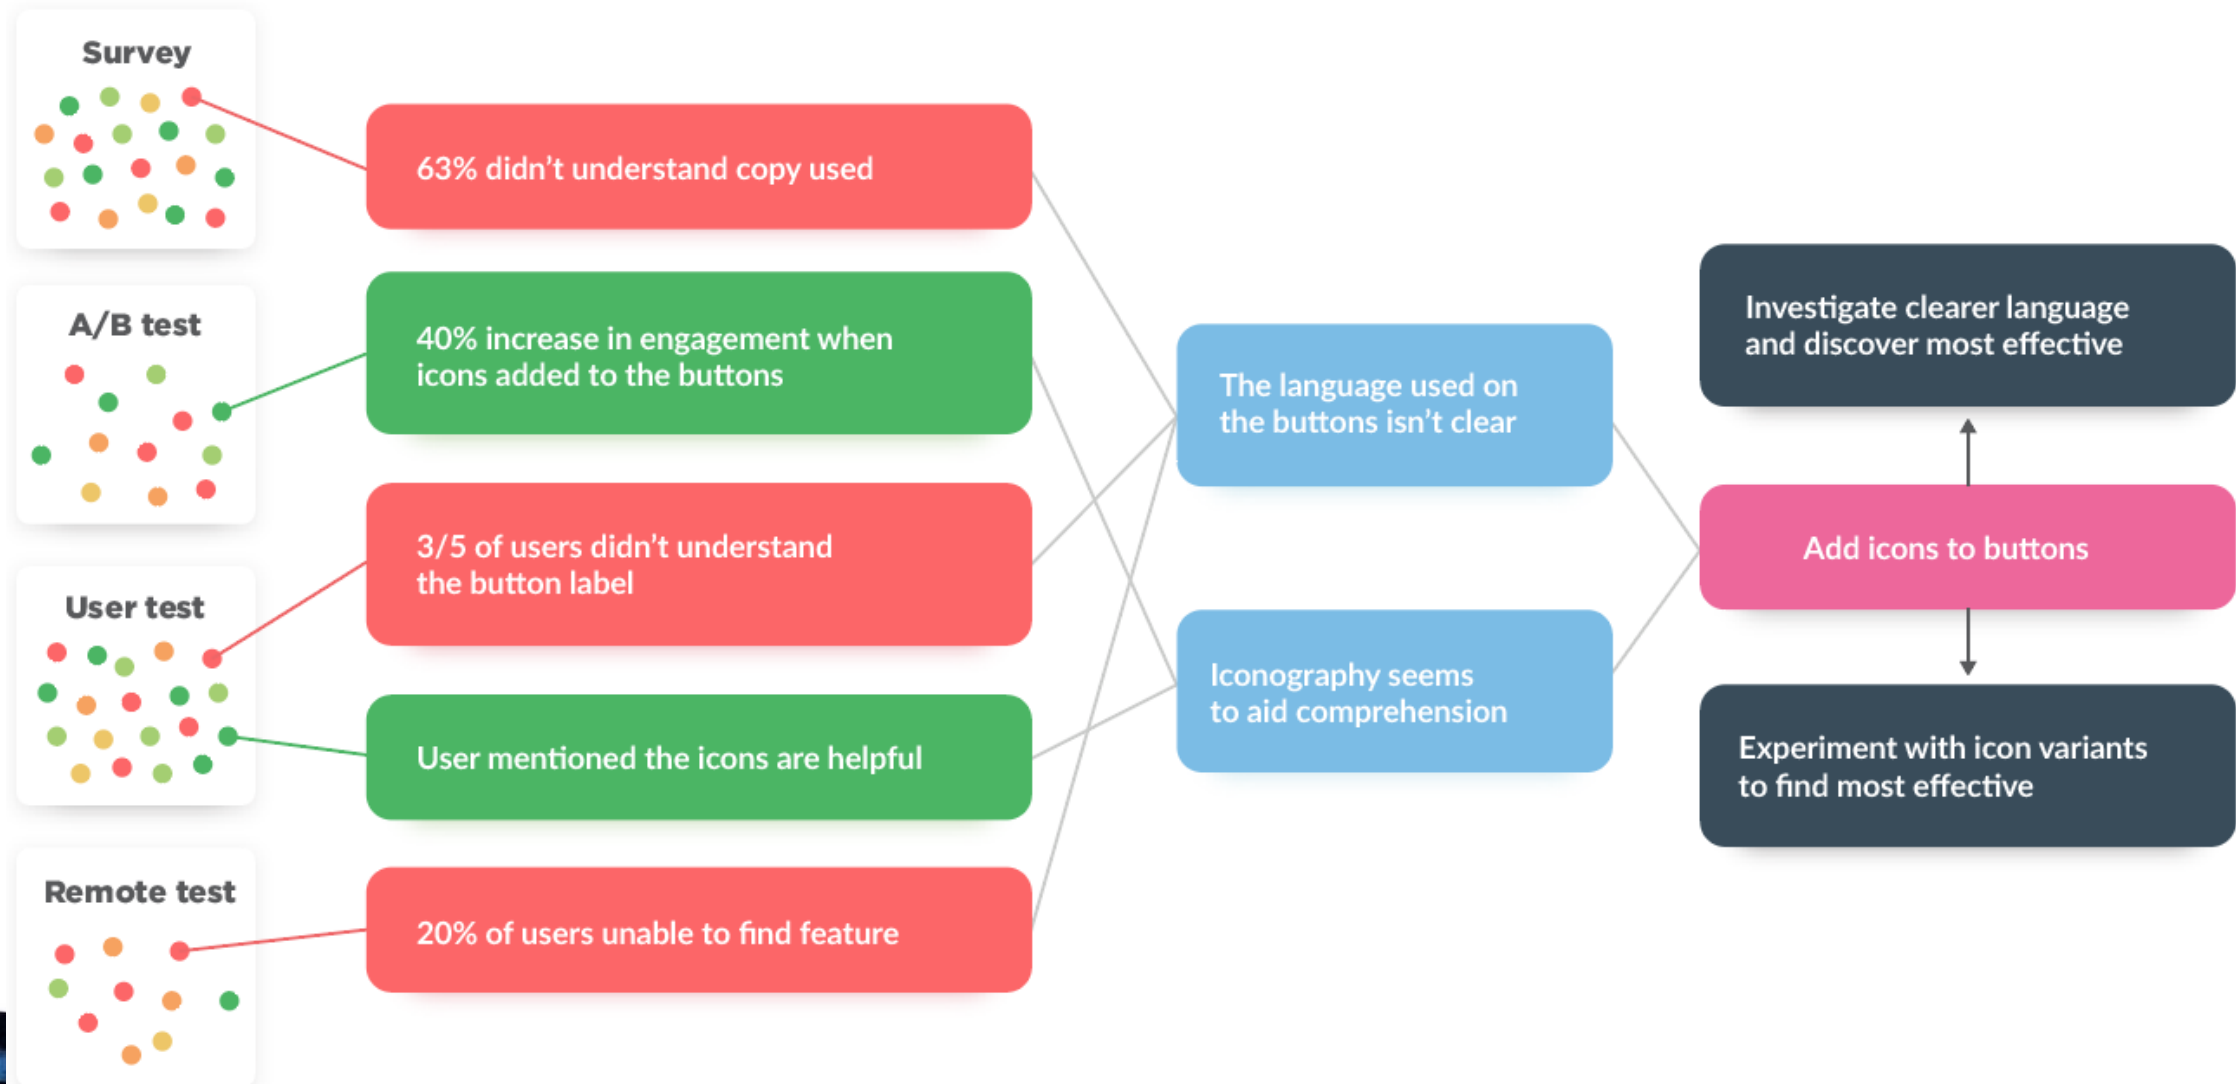 Survey
63% didn’t understand copy used
A/B test
40% increase in engagement when
icons added to the buttons
User test
3/5 of users didn’t understand
the button label
User mentioned the icons are helpful
Remote test
20% of users unable to find feature
The language used on
the buttons isn’t clear
Iconography seems
to aid comprehension
Investigate clearer language
and discover most effective
Add icons to buttons
Experiment with icon variants
to find most effective